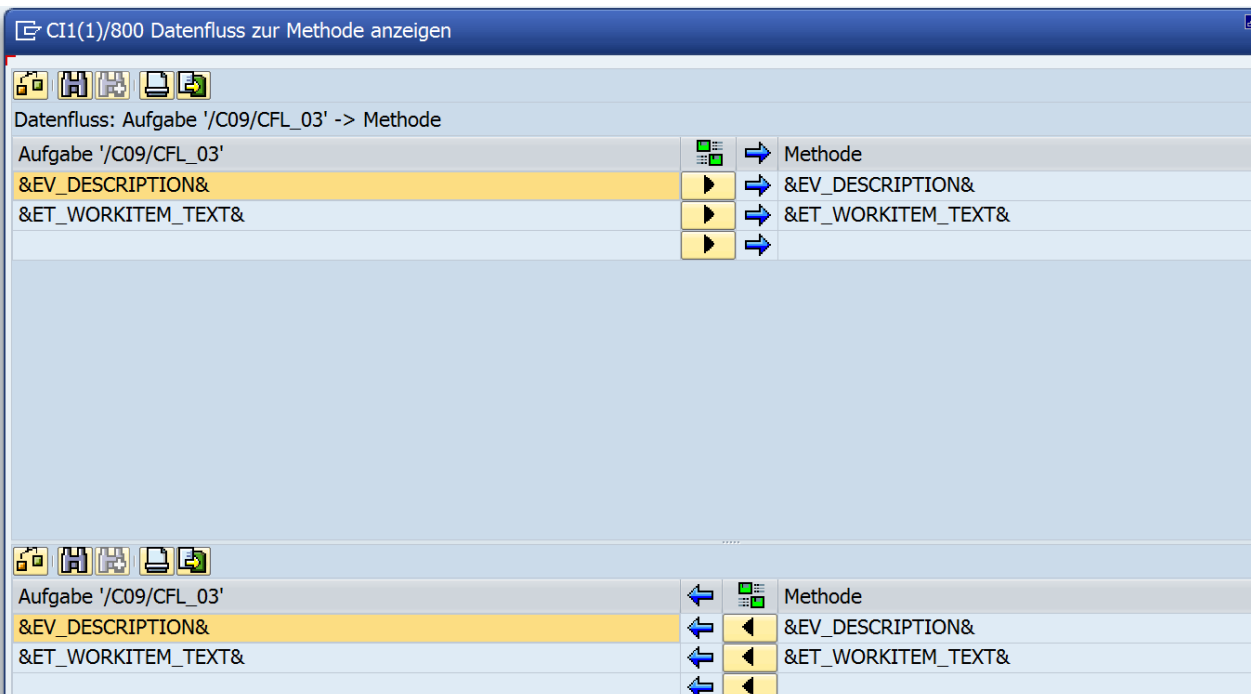 CI1(1)/800 Datenfluss zur Methode anzeigen
Datenfluss: Aufgabe '/C09/CFL_03' -> Methode
Aufgabe '/C09/CFL_03' Methode
&EV_DESCRIPTION& &EV_DESCRIPTION&
&ET_WORKITEM_TEXT& &ET_WORKITEM_TEXT&
Aufgabe '/C09/CFL_03' Methode
&EV_DESCRIPTION& &EV_DESCRIPTION&
&ET_WORKITEM_TEXT& &ET_WORKITEM_TEXT&